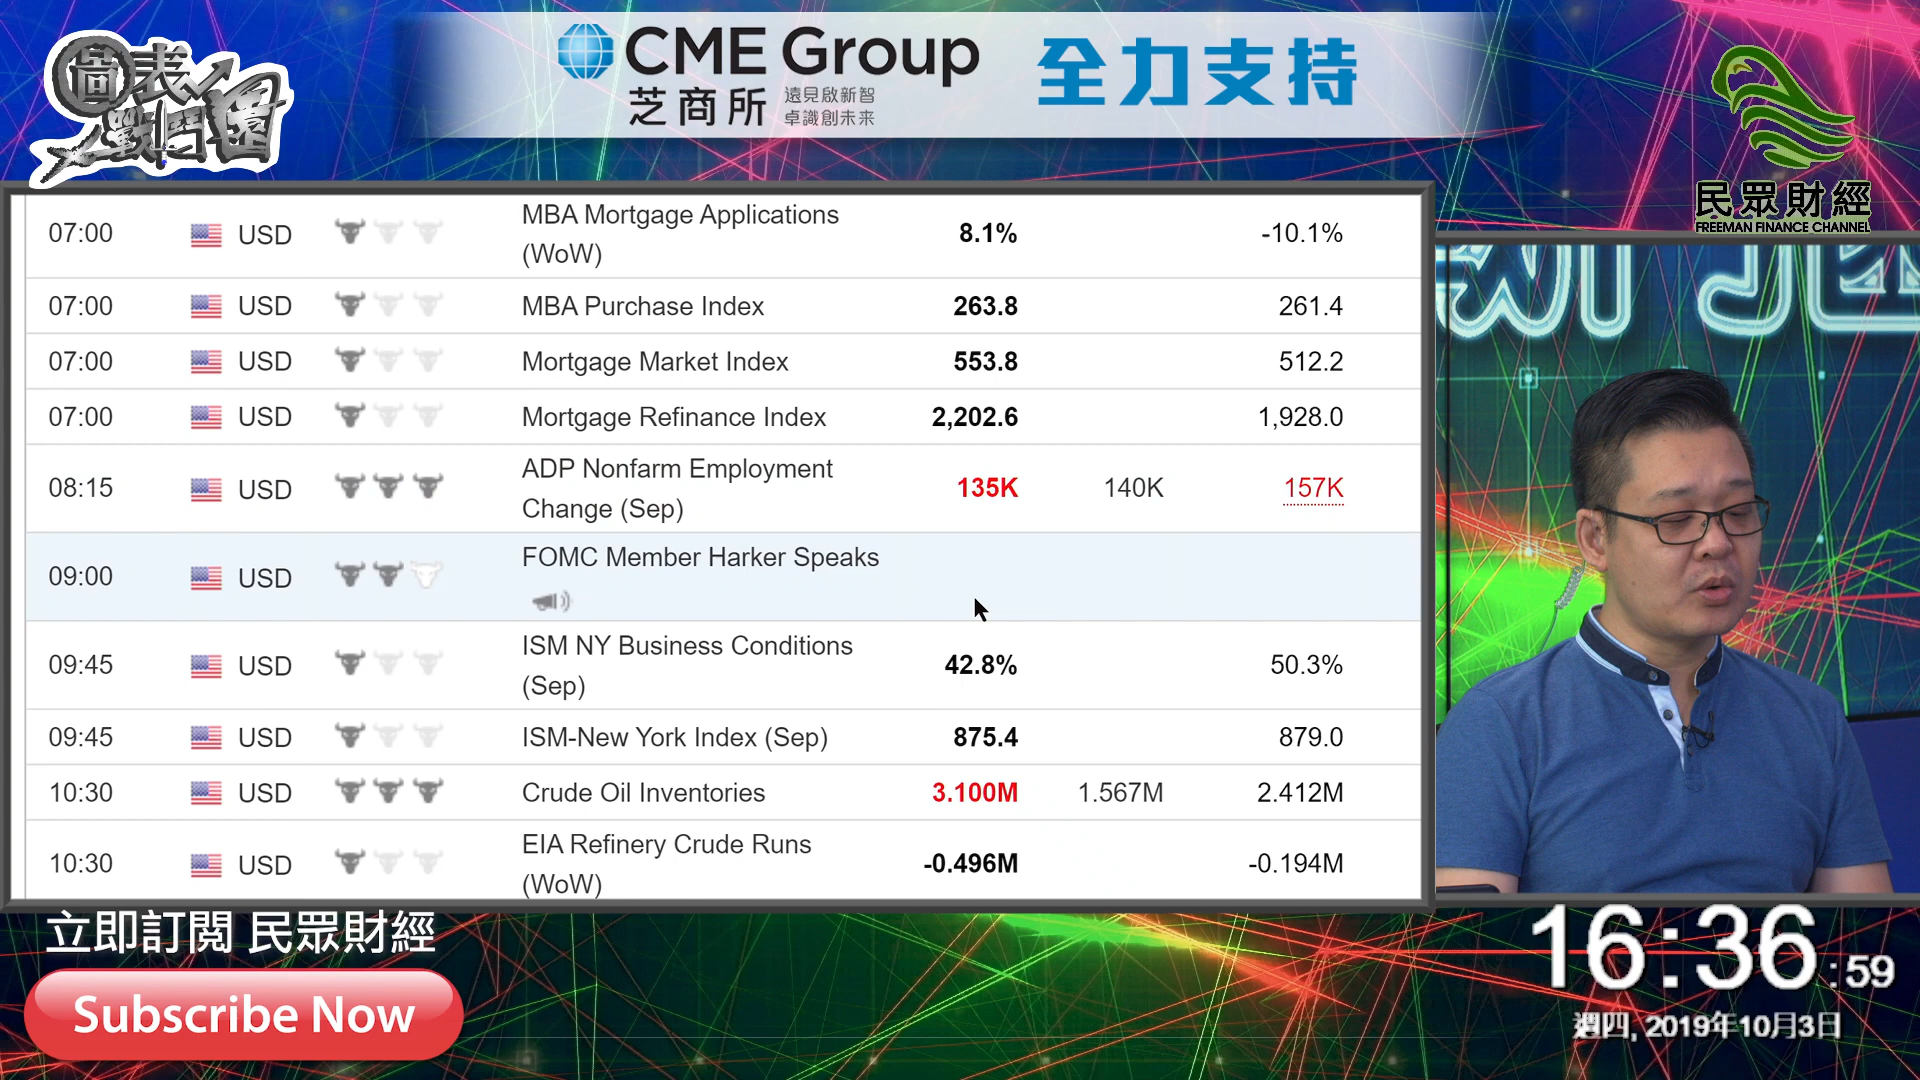 圖表
戰鬥圈
CME Group
芝商所
遠見啟新智
卓識創未來
全力支持
民眾財經
FREEMAN FINANCE CHANNEL
07:00 USD MBA Mortgage Applications (WoW) 8.1% -10.1%
07:00 USD MBA Purchase Index 263.8 261.4
07:00 USD Mortgage Market Index 553.8 512.2
07:00 USD Mortgage Refinance Index 2,202.6 1,928.0
08:15 USD ADP Nonfarm Employment Change (Sep) 135K 140K 157K
09:00 USD FOMC Member Harker Speaks
09:45 USD ISM NY Business Conditions (Sep) 42.8% 50.3%
09:45 USD ISM-New York Index (Sep) 875.4 879.0
10:30 USD Crude Oil Inventories 3.100M 1.567M 2.412M
10:30 USD EIA Refinery Crude Runs (WoW) -0.496M -0.194M
立即訂閱 民眾財經
Subscribe Now
16:36:59
週四, 2019年10月3日